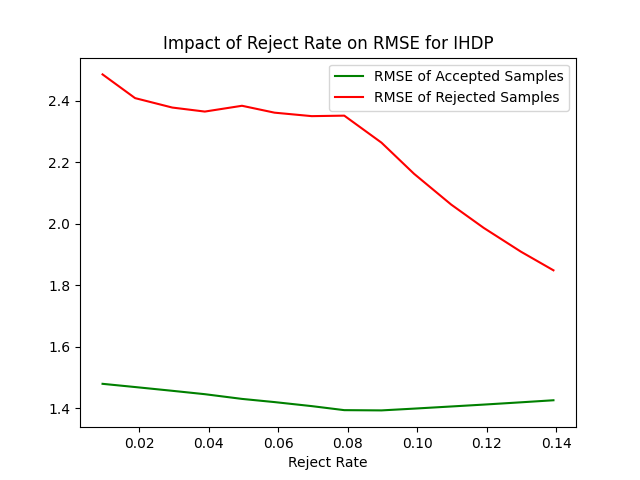 Impact of Reject Rate on RMSE for IHDP
RMSE of Accepted Samples
RMSE of Rejected Samples
2.4
2.2
2.0
1.8
1.6
1.4
0.02 0.04 0.06 0.08 0.10 0.12 0.14
Reject Rate